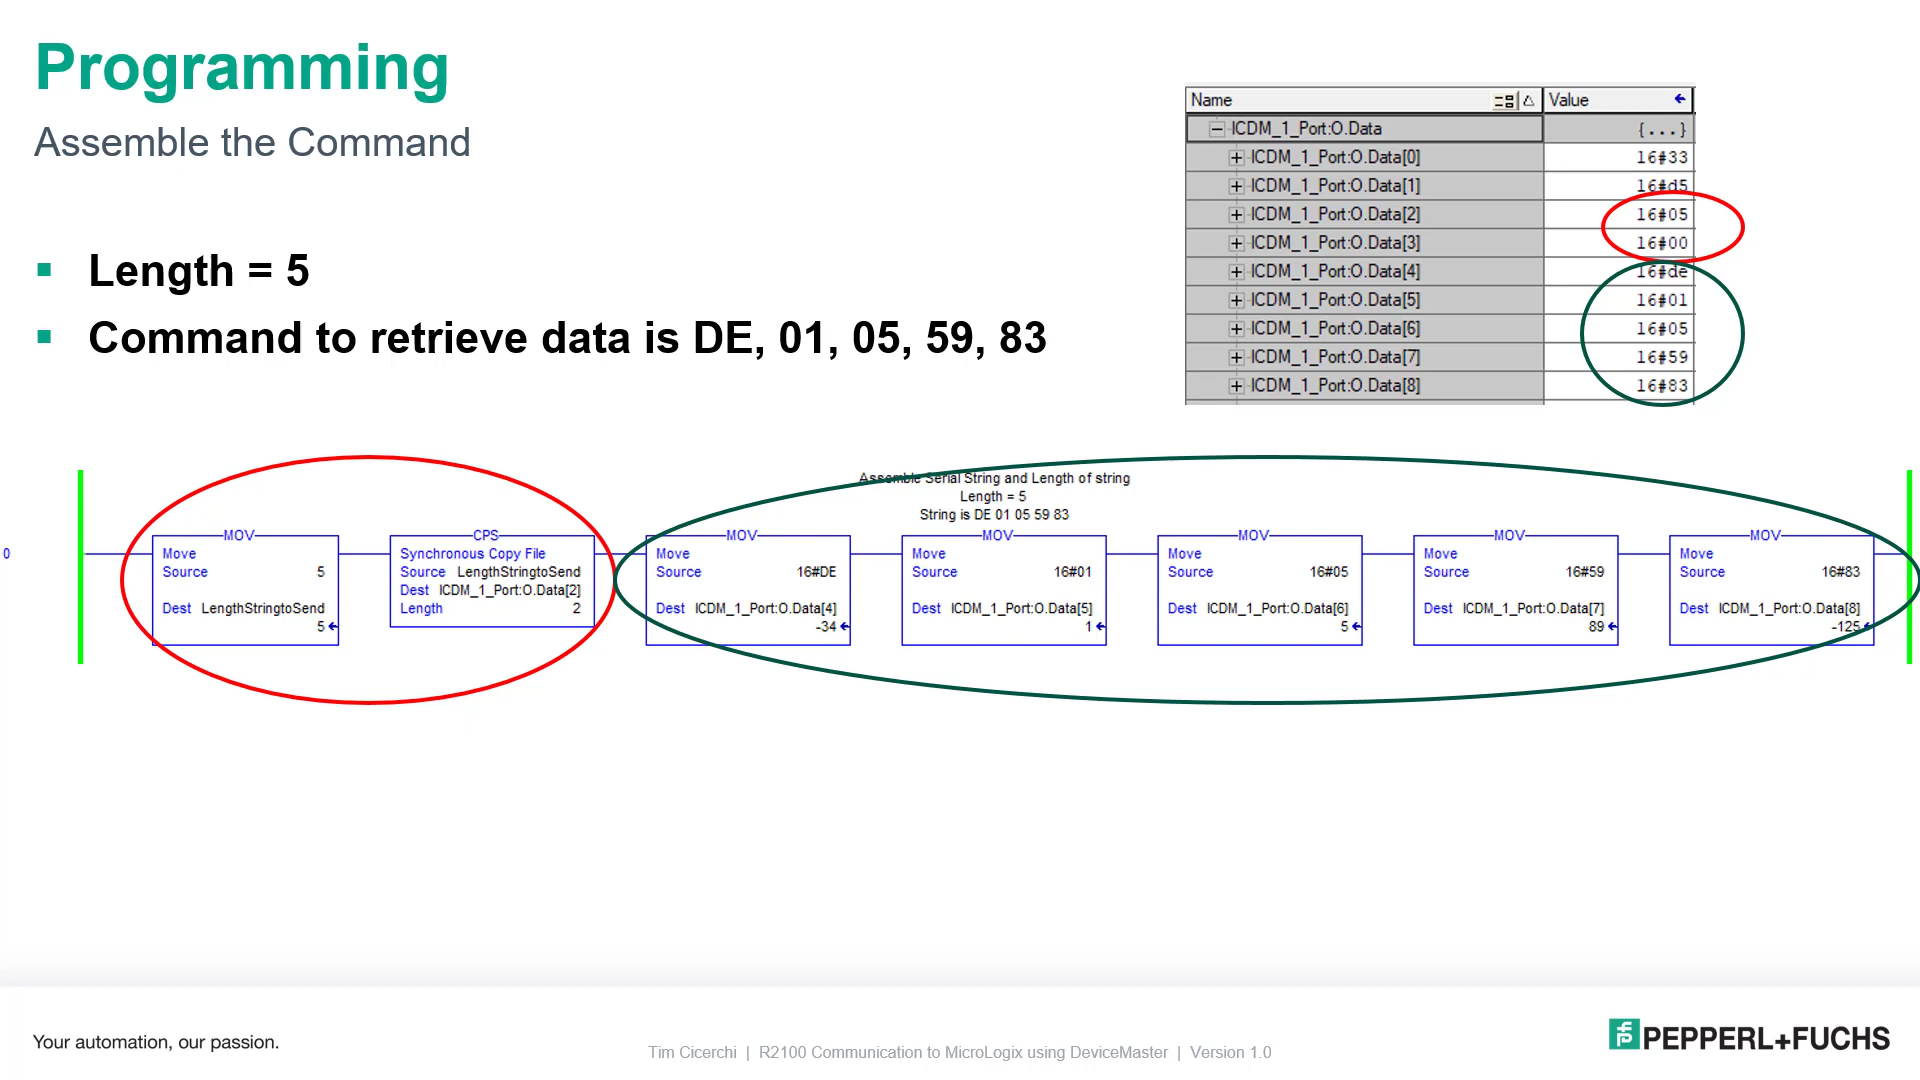 Programming
Assemble the Command
Length = 5
Command to retrieve data is DE, 01, 05, 59, 83
Name Value
ICDM_1_Port:O.Data {...}
ICDM_1_Port:O.Data[0] 16#33
ICDM_1_Port:O.Data[1] 16#d5
ICDM_1_Port:O.Data[2] 16#05
ICDM_1_Port:O.Data[3] 16#00
ICDM_1_Port:O.Data[4] 16#de
ICDM_1_Port:O.Data[5] 16#01
ICDM_1_Port:O.Data[6] 16#05
ICDM_1_Port:O.Data[7] 16#59
ICDM_1_Port:O.Data[8] 16#83
Assemble Serial String and Length of string
Length = 5
String is DE 01 05 59 83
0
MOV
Move
Source 5
Dest LengthStringtoSend
5
CPS
Synchronous Copy File
Source LengthStringtoSend
Dest ICDM_1_Port:O.Data[2]
Length 2
MOV
Move
Source 16#DE
Dest ICDM_1_Port:O.Data[4]
-34
MOV
Move
Source 16#01
Dest ICDM_1_Port:O.Data[5]
1
MOV
Move
Source 16#05
Dest ICDM_1_Port:O.Data[6]
5
MOV
Move
Source 16#59
Dest ICDM_1_Port:O.Data[7]
89
MOV
Move
Source 16#83
Dest ICDM_1_Port:O.Data[8]
-125
Your automation, our passion.
Tim Cicerchi | R2100 Communication to MicroLogix using DeviceMaster | Version 1.0
PEPPERL+FUCHS